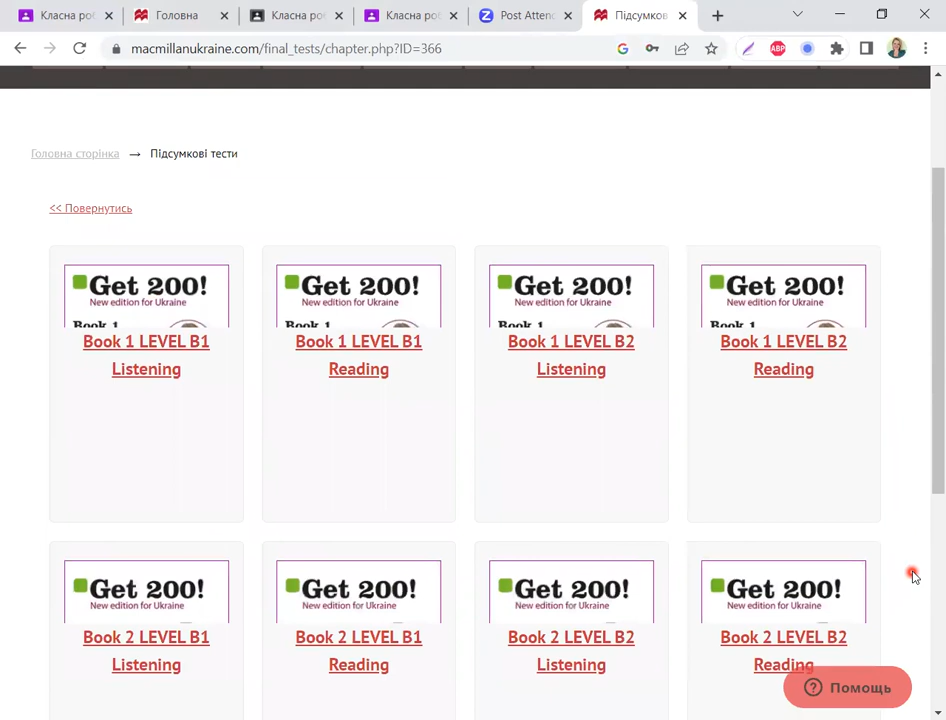 Класна роб
Головна
Класна роб
Класна роб
Post Attend
Підсумков
macmillanukraine.com/final_tests/chapter.php?ID=366
ABP
Головна сторінка → Підсумкові тести
<< Повернутись
Get 200!
New edition for Ukraine
Book 1
Book 1 LEVEL B1
Listening
Get 200!
New edition for Ukraine
Book 1
Book 1 LEVEL B1
Reading
Get 200!
New edition for Ukraine
Book 1
Book 1 LEVEL B2
Listening
Get 200!
New edition for Ukraine
Book 1
Book 1 LEVEL B2
Reading
Get 200!
New edition for Ukraine
Book 2 LEVEL B1
Listening
Get 200!
New edition for Ukraine
Book 2 LEVEL B1
Reading
Get 200!
New edition for Ukraine
Book 2 LEVEL B2
Listening
Get 200!
New edition for Ukraine
Book 2 LEVEL B2
Reading
Помощь